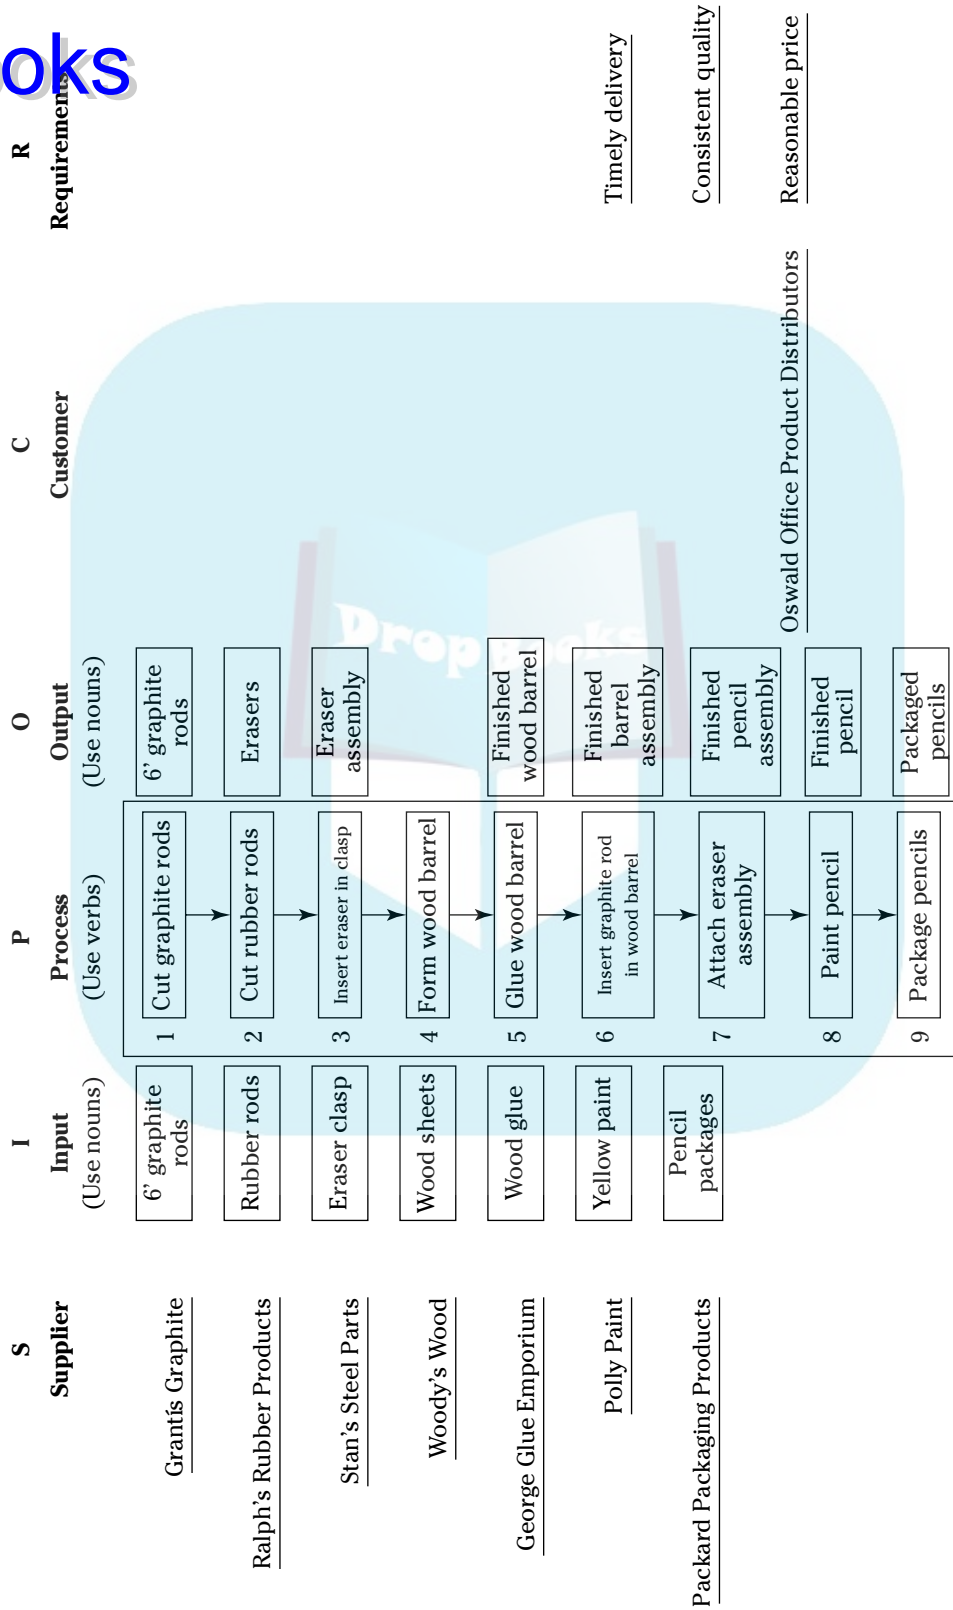 oks
S
Supplier
Grantís Graphite
Ralph's Rubber Products
Stan's Steel Parts
Woody's Wood
George Glue Emporium
Polly Paint
Packard Packaging Products
I
Input
(Use nouns)
6’ graphite
rods
Rubber rods
Eraser clasp
Wood sheets
Wood glue
Yellow paint
Pencil
packages
P
Process
(Use verbs)
1 Cut graphite rods
2 Cut rubber rods
3 Insert eraser in clasp
4 Form wood barrel
5 Glue wood barrel
6 Insert graphite rod
in wood barrel
7 Attach eraser
assembly
8 Paint pencil
9 Package pencils
O
Output
(Use nouns)
6’ graphite
rods
Erasers
Eraser
assembly
Finished
wood barrel
Finished
barrel
assembly
Finished
pencil
assembly
Finished
pencil
Packaged
pencils
C
Customer
Oswald Office Product Distributors
R
Requirements
Timely delivery
Consistent quality
Reasonable price
DropBooks